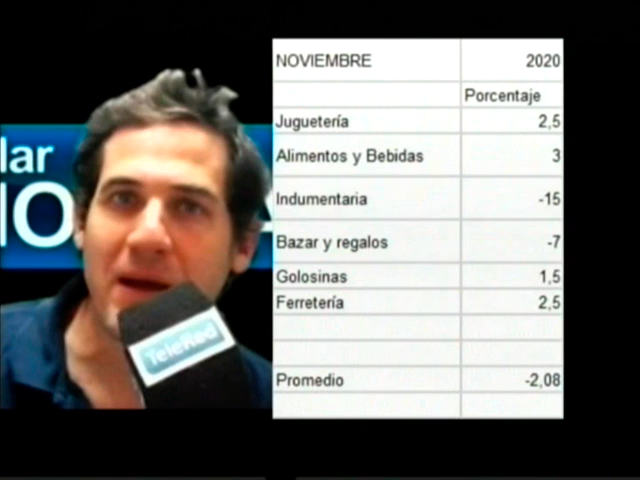 lar
NOVIEMBRE 2020
Porcentaje
Juguetería 2,5
Alimentos y Bebidas 3
Indumentaria -15
Bazar y regalos -7
Golosinas 1,5
Ferretería 2,5
Promedio -2,08
TeleRed